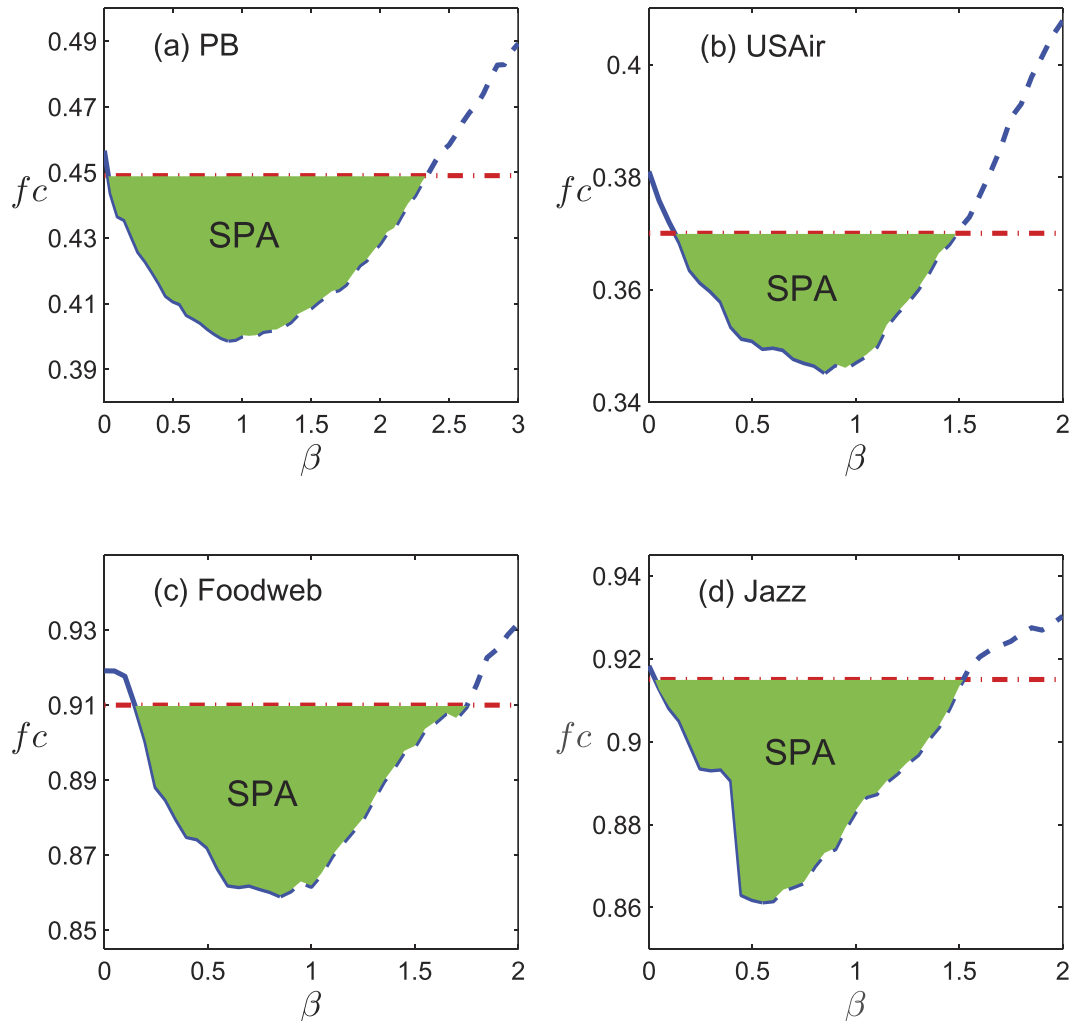 (a) PB
0.49
0.47
0.45
0.43
0.41
0.39
fc
SPA
0 0.5 1 1.5 2 2.5 3
β
(b) USAir
0.4
0.38
0.36
0.34
fc
SPA
0 0.5 1 1.5 2
β
(c) Foodweb
0.93
0.91
0.89
0.87
0.85
fc
SPA
0 0.5 1 1.5 2
β
(d) Jazz
0.94
0.92
0.9
0.88
0.86
fc
SPA
0 0.5 1 1.5 2
β